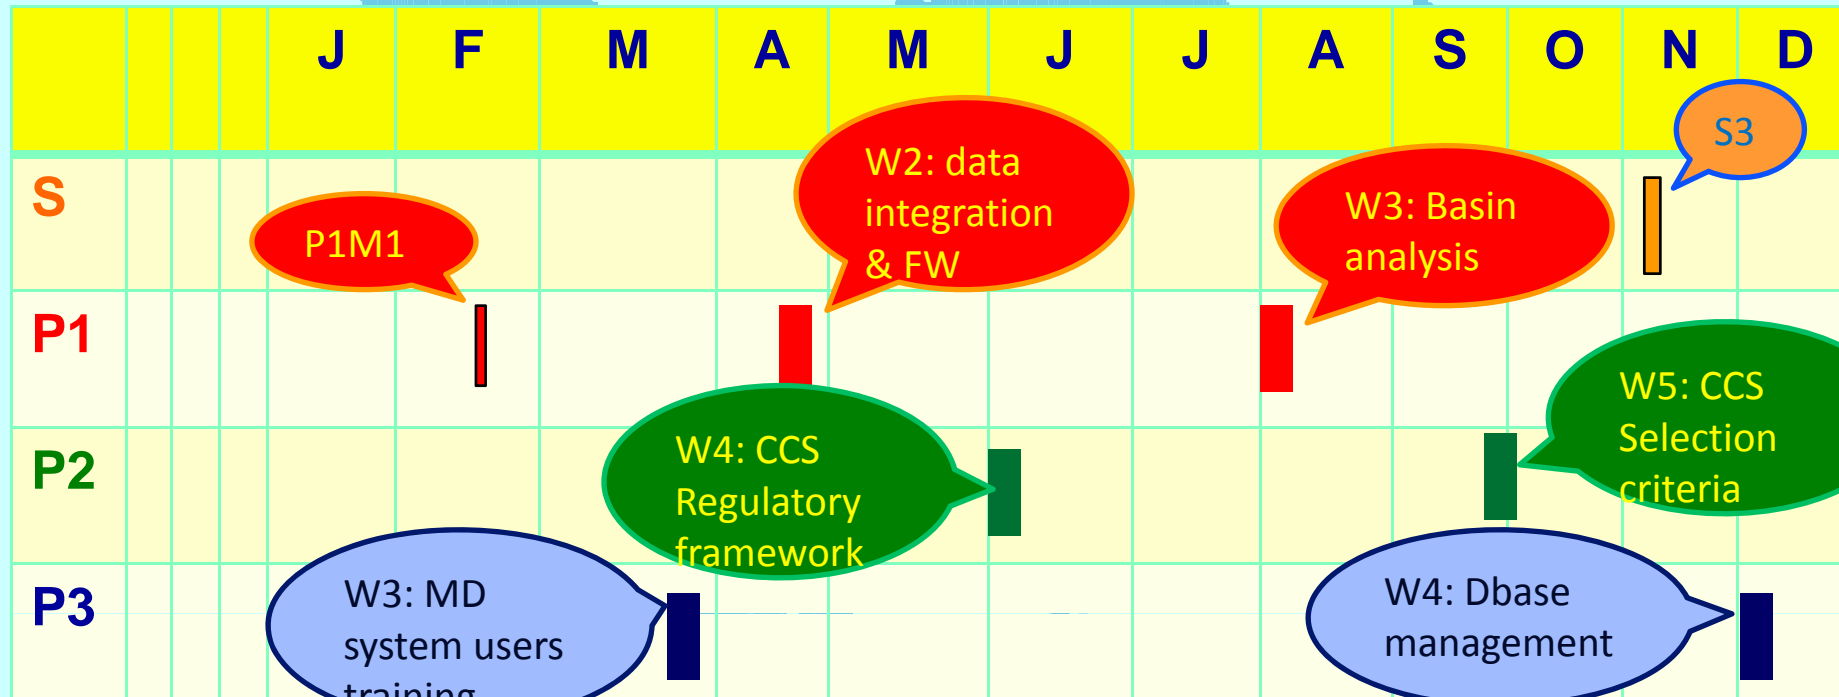 J F M A M J J A S O N D
S3
S
P1M1
W2: data
integration
& FW
W3: Basin
analysis
P1
P2
W4: CCS
Regulatory
framework
W5: CCS
Selection
criteria
P3
W3: MD
system users
training
W4: Dbase
management